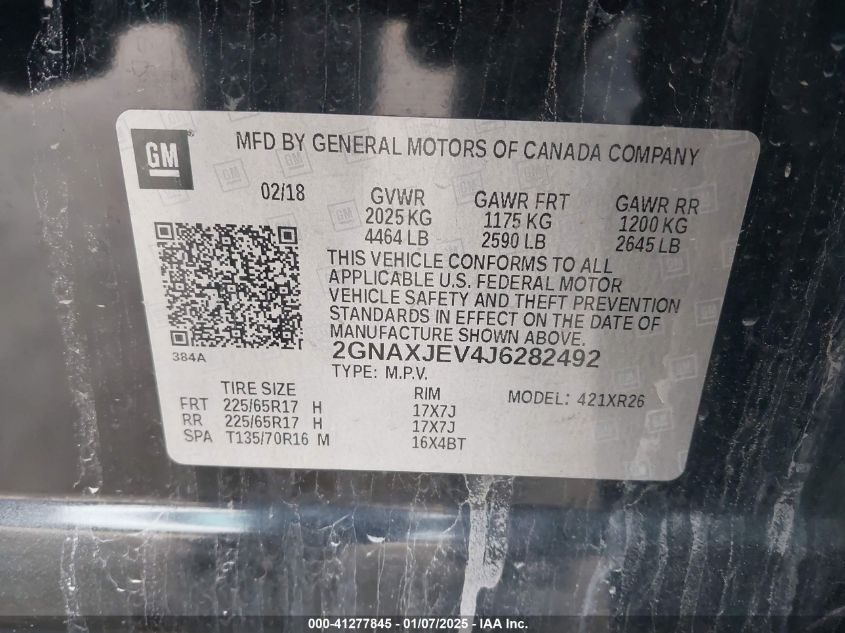 GM
MFD BY GENERAL MOTORS OF CANADA COMPANY
02/18
GVWR
2025 KG
4464 LB
GAWR FRT
1175 KG
2590 LB
GAWR RR
1200 KG
2645 LB
THIS VEHICLE CONFORMS TO ALL
APPLICABLE U.S. FEDERAL MOTOR
VEHICLE SAFETY AND THEFT PREVENTION
STANDARDS IN EFFECT ON THE DATE OF
MANUFACTURE SHOWN ABOVE.
384A
2GNAXJEV4J6282492
TYPE: M.P.V.
TIRE SIZE RIM MODEL: 421XR26
FRT 225/65R17 H 17X7J
RR 225/65R17 H 17X7J
SPA T135/70R16 M 16X4BT
000-41277845 - 01/07/2025 - IAA Inc.